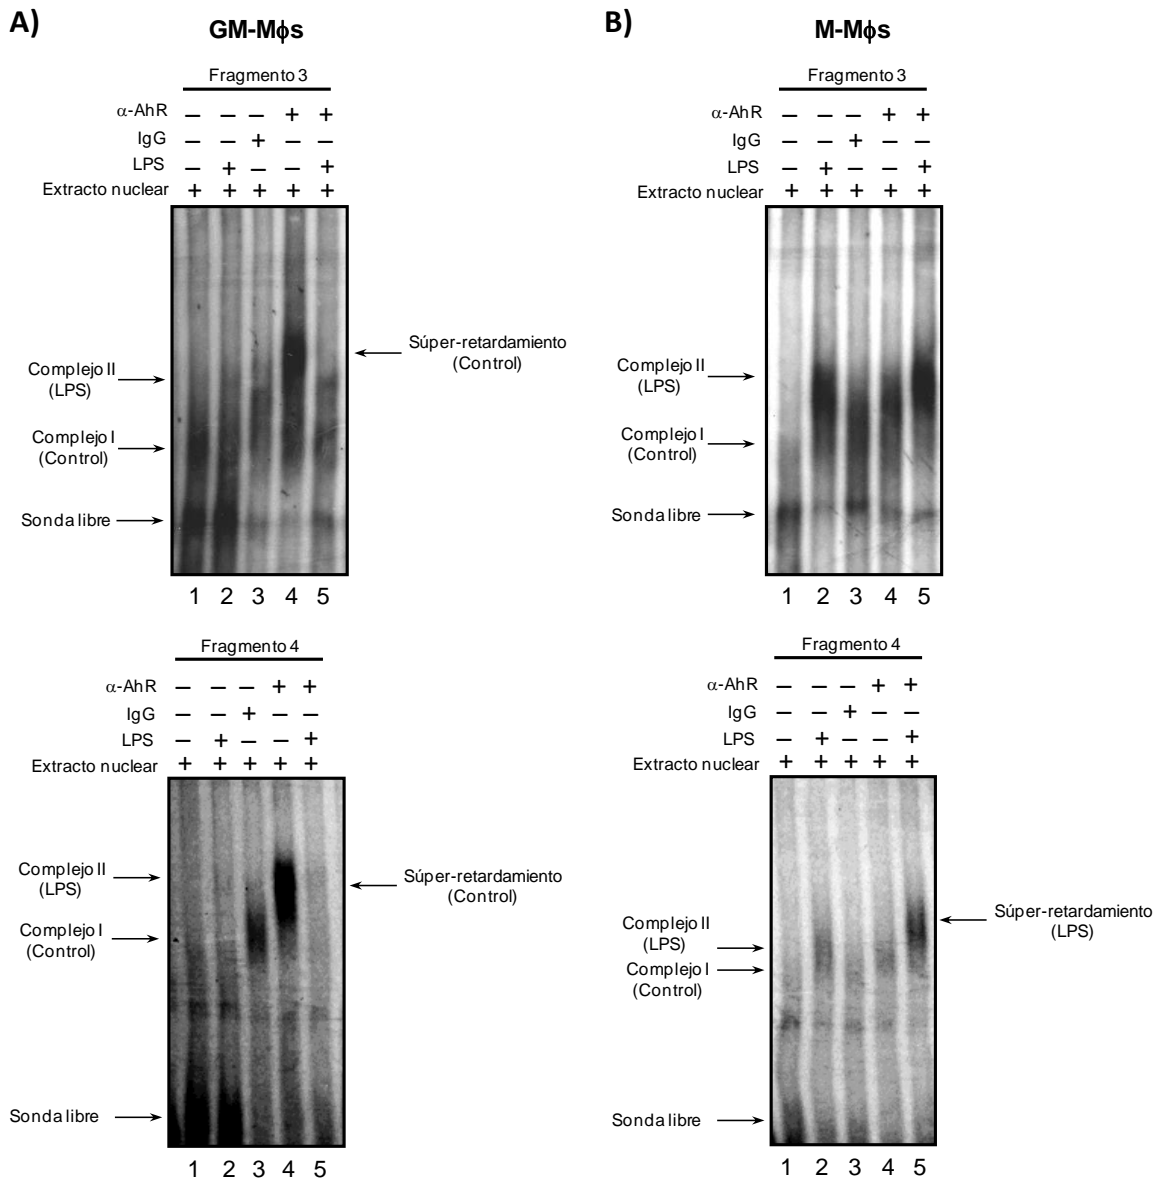 A)
GM-Mϕs
Fragmento 3
α-AhR – – – + +
IgG – – + – –
LPS – + – – +
Extracto nuclear + + + + +
Súper-retardamiento
(Control)
Complejo II
(LPS)
Complejo I
(Control)
Sonda libre
1 2 3 4 5
Fragmento 4
α-AhR – – – + +
IgG – – + – –
LPS – + – – +
Extracto nuclear + + + + +
Complejo II
(LPS)
Súper-retardamiento
(Control)
Complejo I
(Control)
Sonda libre
1 2 3 4 5
B)
M-Mϕs
Fragmento 3
α-AhR – – – + +
IgG – – + – –
LPS – + – – +
Extracto nuclear + + + + +
Complejo II
(LPS)
Complejo I
(Control)
Sonda libre
1 2 3 4 5
Fragmento 4
α-AhR – – – + +
IgG – – + – –
LPS – + – – +
Extracto nuclear + + + + +
Súper-retardamiento
(LPS)
Complejo II
(LPS)
Complejo I
(Control)
Sonda libre
1 2 3 4 5